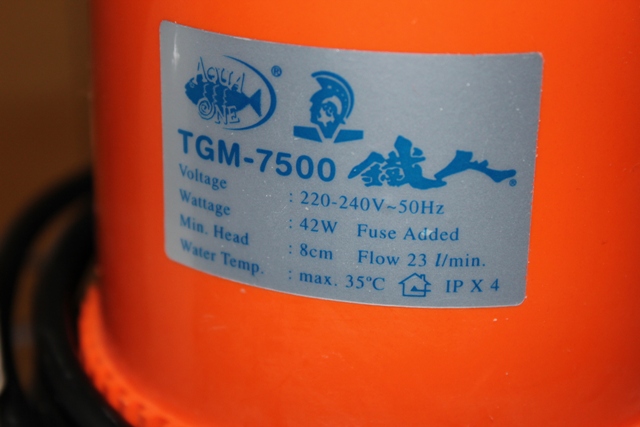 AQUA ONE ®
TGM-7500 鐵人®
Voltage : 220-240V~50Hz
Wattage : 42W Fuse Added
Min. Head : 8cm Flow 23 l/min.
Water Temp. : max. 35ºC IP X 4